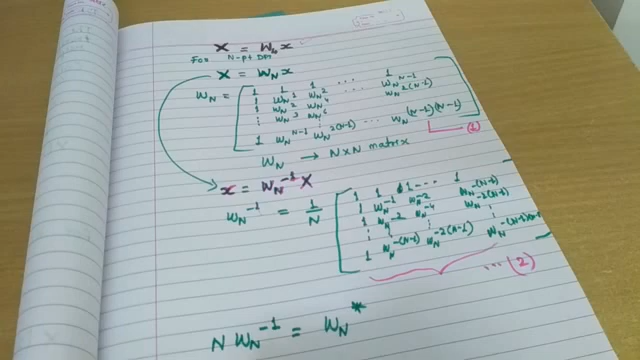 X = W_N x
For N-pt DFT
X = W_N x
W_N = [ 1 1 1 ... 1
1 W_N^1 W_N^2 ... W_N^{N-1}
1 W_N^2 W_N^4 ... W_N^{2(N-1)}
⋮ W_N^3 W_N^6
1 W_N^{N-1} W_N^{2(N-1)} ... W_N^{(N-1)(N-1)} ] (1)
W_N → N×N matrix
x = W_N^{-1} X
W_N^{-1} = 1/N [ 1 1 1 ... 1
1 W_N^{-1} W_N^{-2} W_N^{-(N-1)}
1 W_N^{-2} W_N^{-4} W_N^{-2(N-1)}
⋮ ⋮ ⋮ ⋮
1 W_N^{-(N-1)} W_N^{-2(N-1)} W_N^{-(N-1)(N-1)} ]
... (2)
N W_N^{-1} = W_N^*